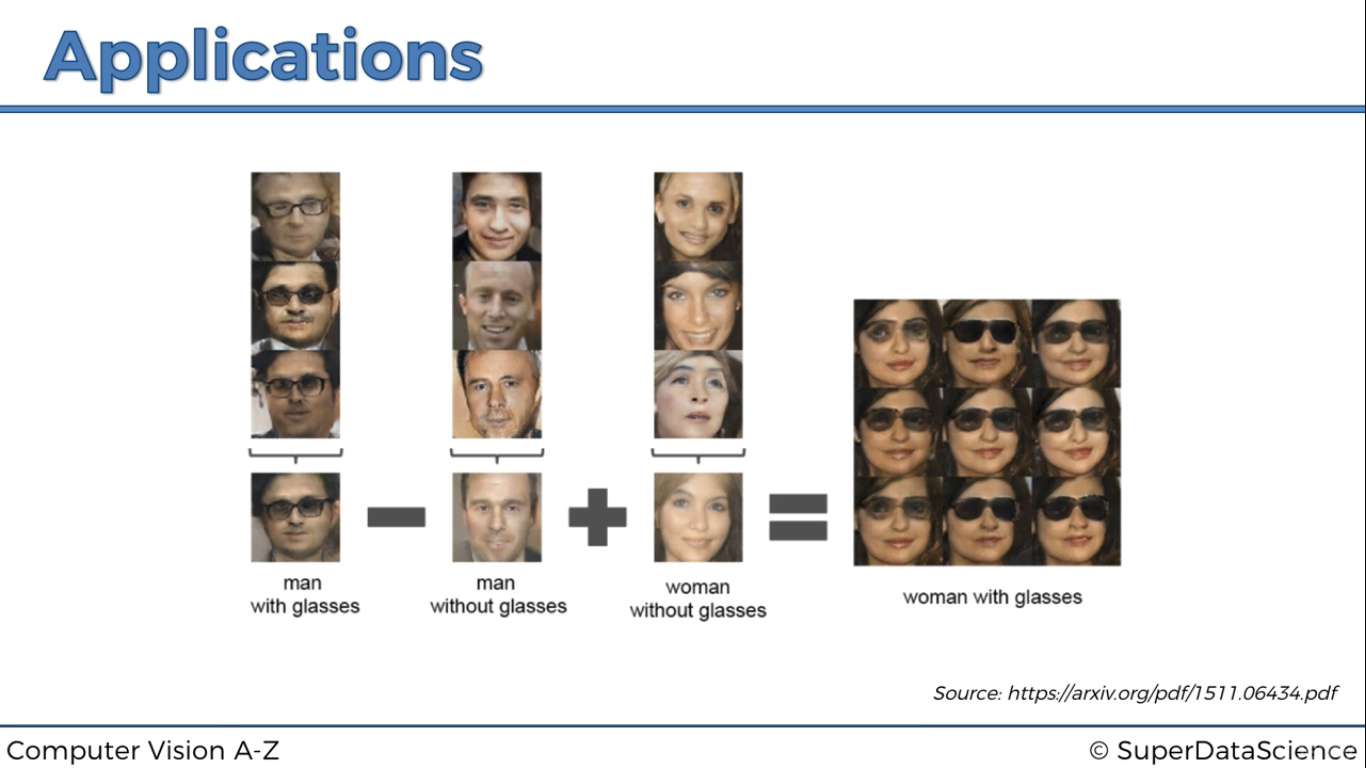 Applications
man
with glasses
man
without glasses
woman
without glasses
woman with glasses
Source: https://arxiv.org/pdf/1511.06434.pdf
Computer Vision A-Z
© SuperDataScience